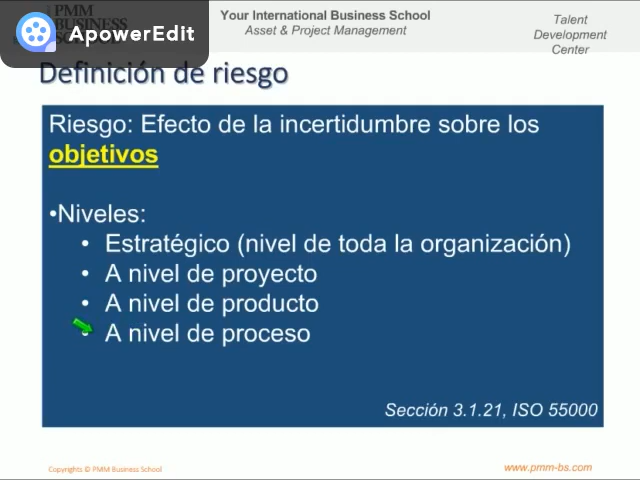 PMM
BUSINESS
ApowerEdit
Your International Business School
Asset & Project Management
Talent
Development
Center
Definición de riesgo
Riesgo: Efecto de la incertidumbre sobre los
objetivos
•Niveles:
• Estratégico (nivel de toda la organización)
• A nivel de proyecto
• A nivel de producto
• A nivel de proceso
Sección 3.1.21, ISO 55000
Copyrights © PMM Business School
www.pmm-bs.com